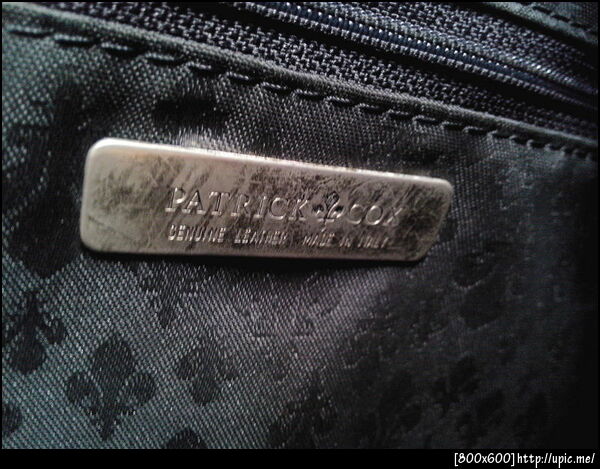 PATRICK COX
GENUINE LEATHER MADE IN ITALY
[800x600]http://upic.me/